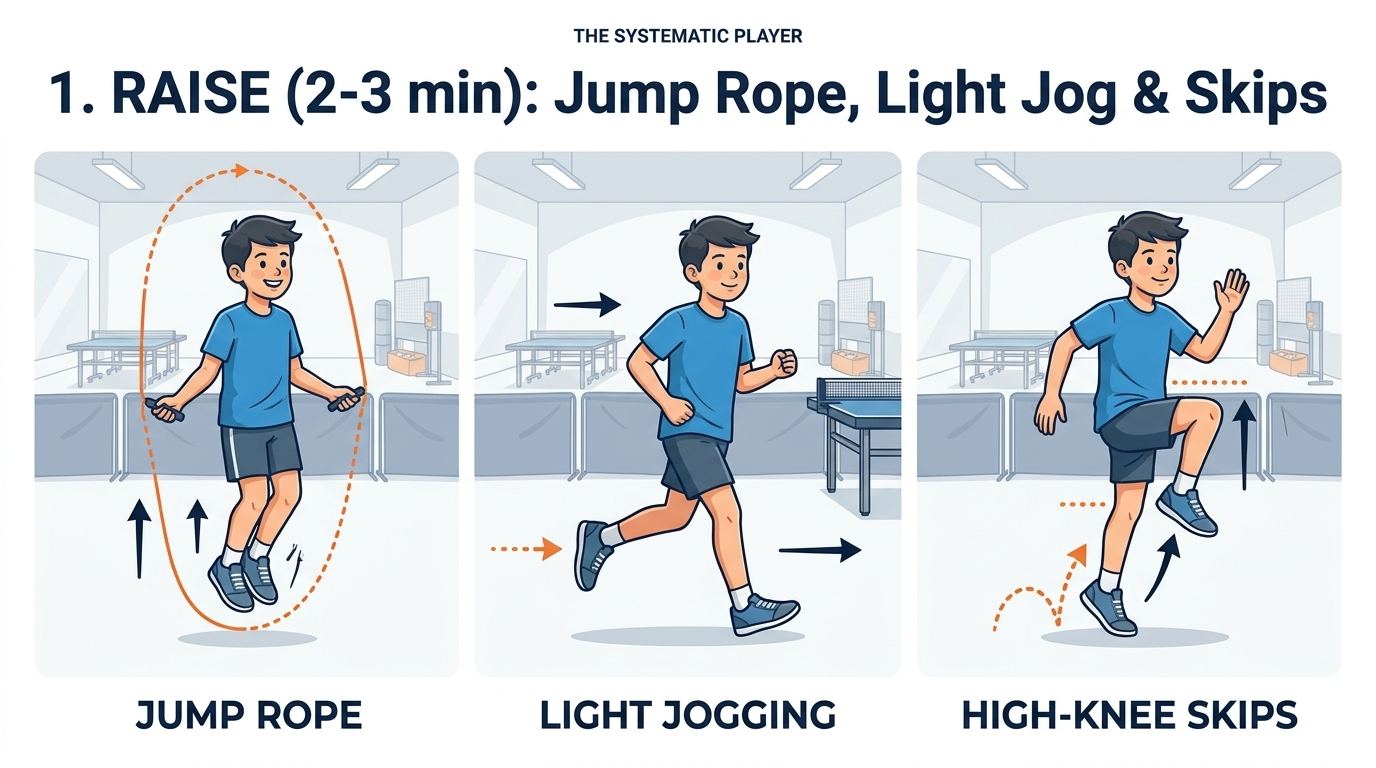 THE SYSTEMATIC PLAYER
1. RAISE (2-3 min): Jump Rope, Light Jog & Skips
JUMP ROPE
LIGHT JOGGING
HIGH-KNEE SKIPS